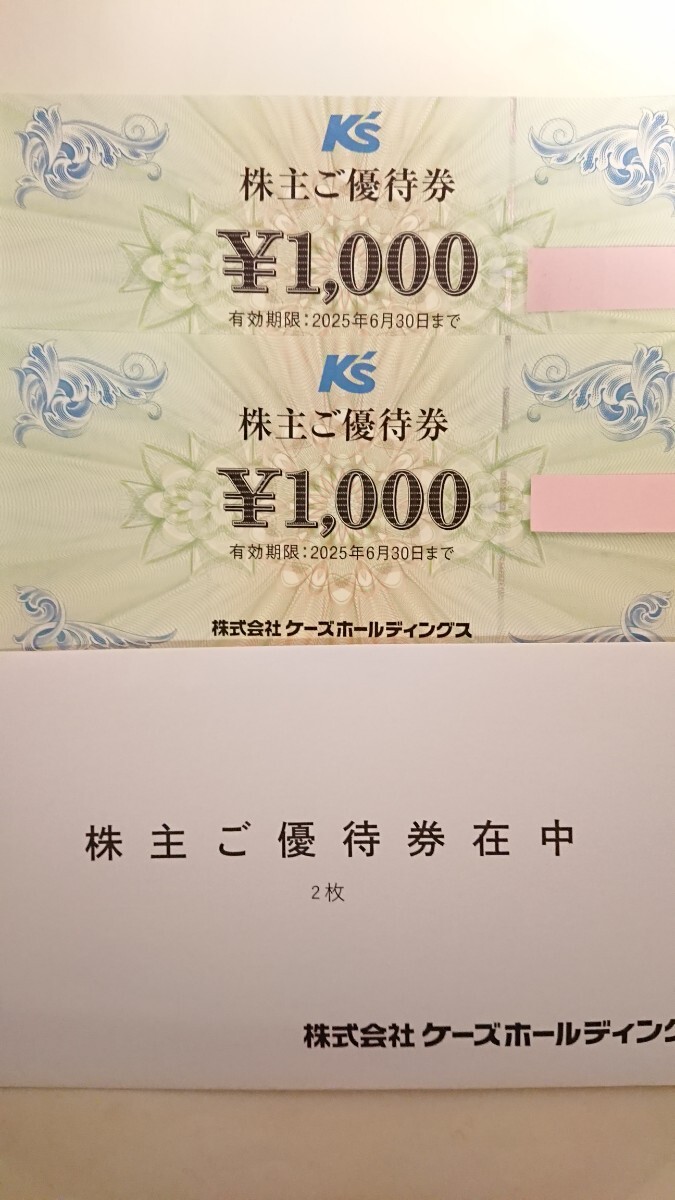 K's
株主ご優待券
¥1,000
有効期限:2025年6月30日まで
K's
株主ご優待券
¥1,000
有効期限:2025年6月30日まで
株式会社 ケーズホールディングス
株主ご優待券在中
2枚
株式会社 ケーズホールディング